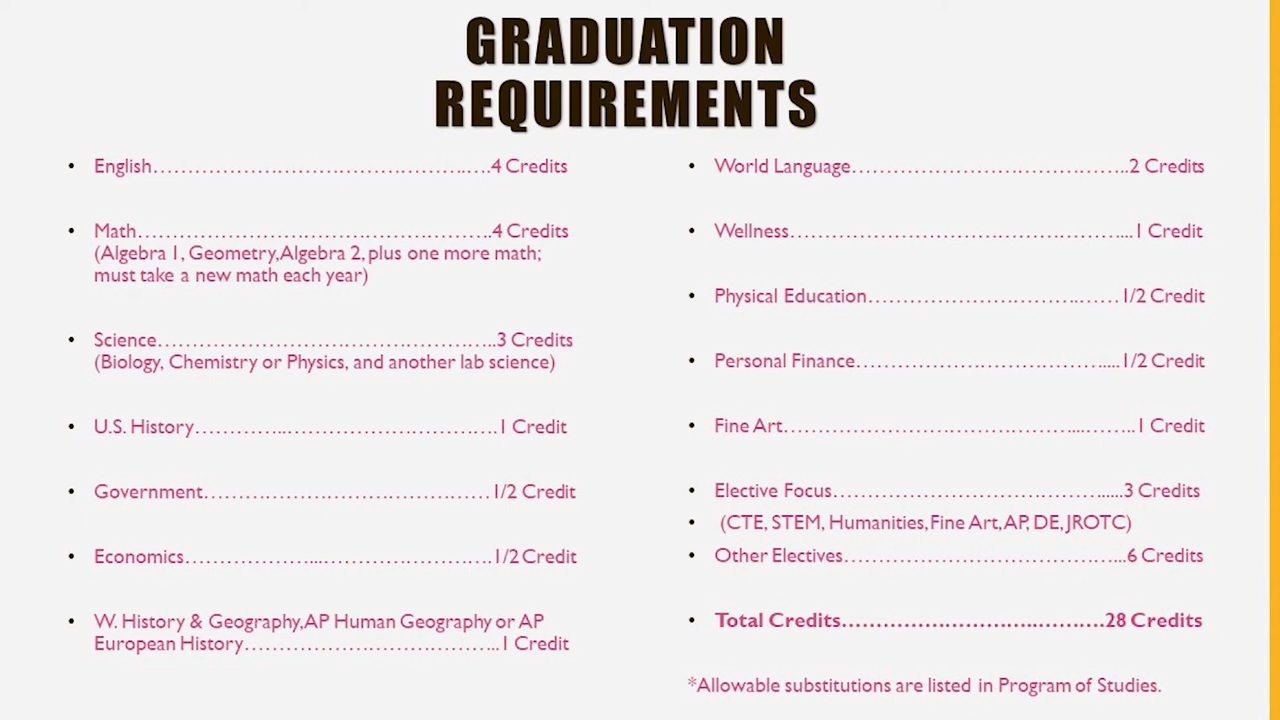 GRADUATION
REQUIREMENTS
• English……………………………………..….4 Credits
• Math……………………………………………..4 Credits
(Algebra 1, Geometry, Algebra 2, plus one more math;
must take a new math each year)
• Science…………………………………………..3 Credits
(Biology, Chemistry or Physics, and another lab science)
• U.S. History…………...…………………………….1 Credit
• Government……………………………………1/2 Credit
• Economics………………...…………………….1/2 Credit
• W. History & Geography, AP Human Geography or AP
European History………………………………...1 Credit
• World Language…………………………………..2 Credits
• Wellness…………………………………………....1 Credit
• Physical Education……………………………….1/2 Credit
• Personal Finance……………………………….....1/2 Credit
• Fine Art……………………………………....……..1 Credit
• Elective Focus………………………………......3 Credits
• (CTE, STEM, Humanities, Fine Art, AP, DE, JROTC)
• Other Electives…………………………………...6 Credits
• Total Credits……………………….……….28 Credits
*Allowable substitutions are listed in Program of Studies.